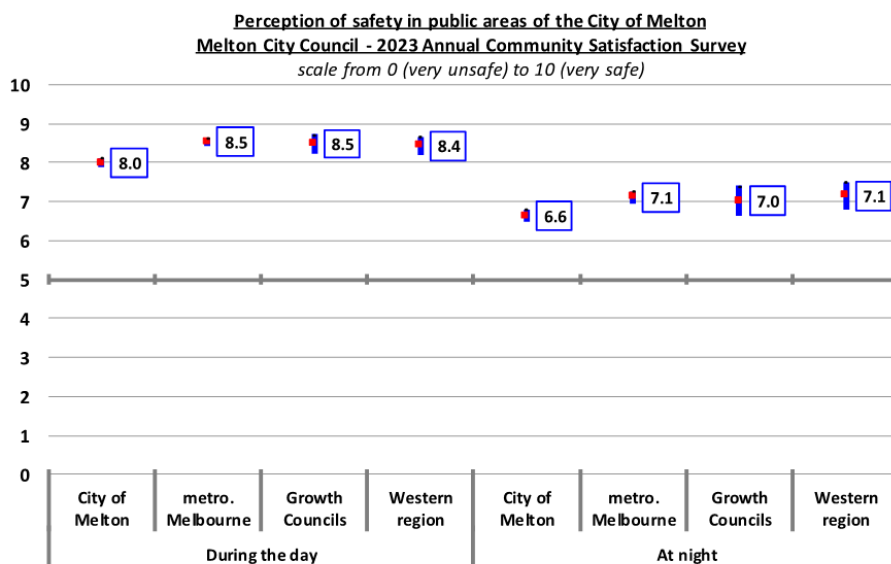 Perception of safety in public areas of the City of Melton
Melton City Council - 2023 Annual Community Satisfaction Survey
scale from 0 (very unsafe) to 10 (very safe)
10
9
8
7
6
5
4
3
2
1
0
8.0
8.5
8.5
8.4
6.6
7.1
7.0
7.1
City of
Melton
metro.
Melbourne
Growth
Councils
Western
region
City of
Melton
metro.
Melbourne
Growth
Councils
Western
region
During the day
At night